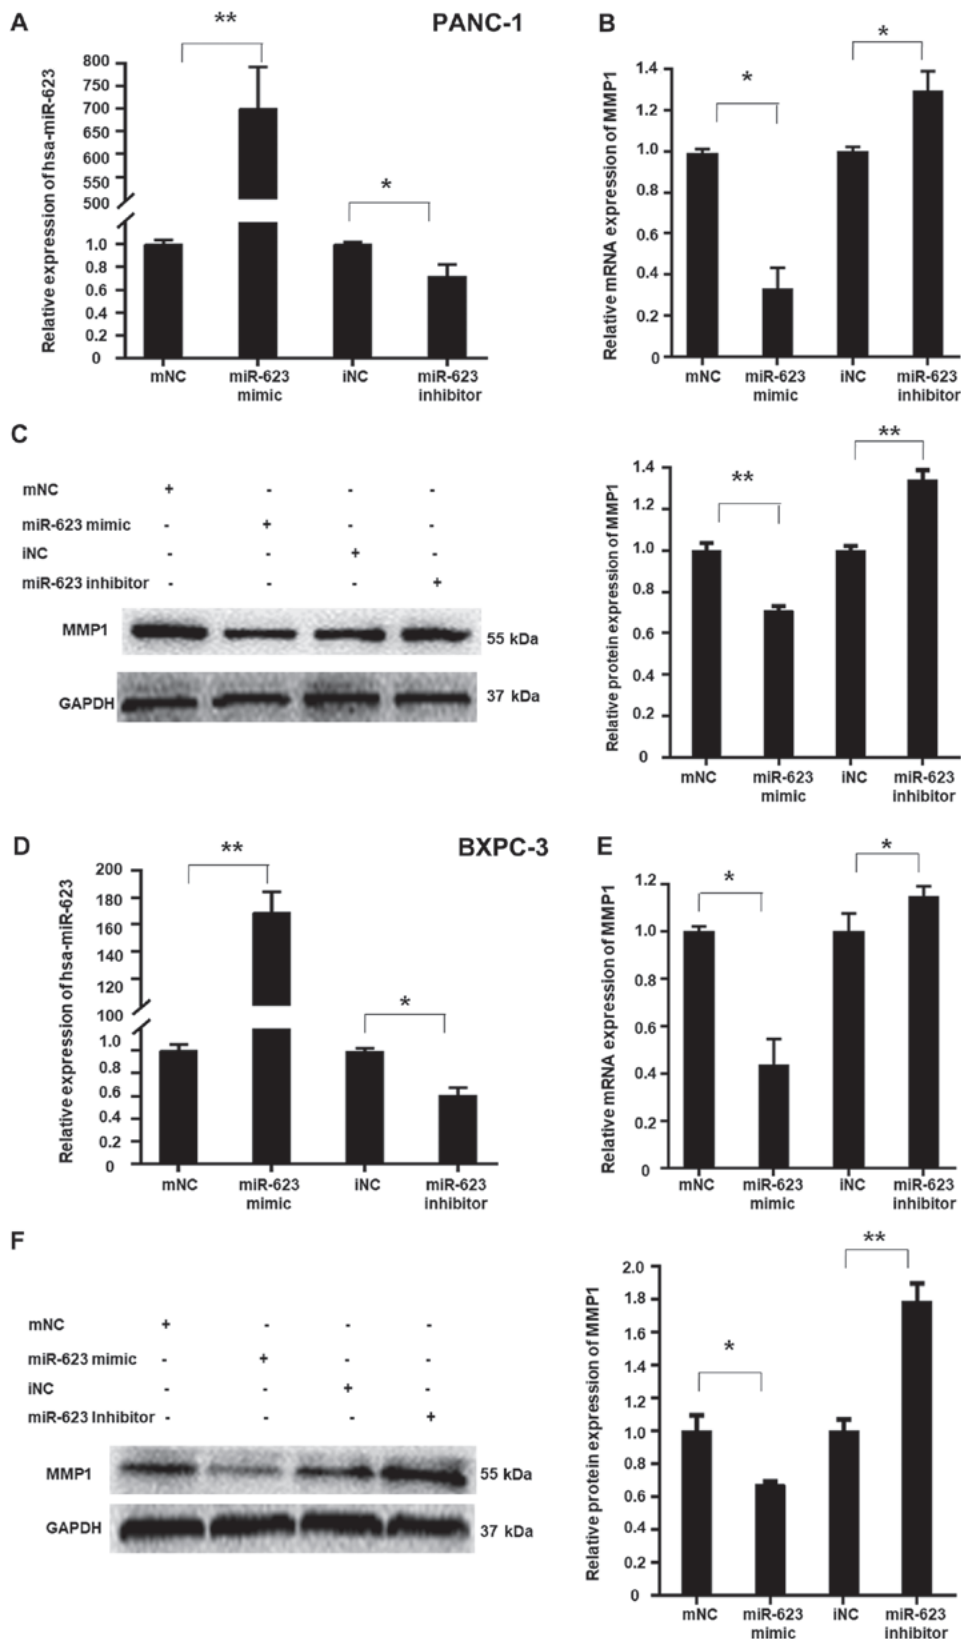 A
PANC-1
**
*
Relative expression of hsa-miR-623
800
750
700
650
600
550
500
1.0
0.8
0.6
0.4
0.2
0
mNC
miR-623
mimic
iNC
miR-623
inhibitor
B
*
*
Relative mRNA expression of MMP1
1.4
1.2
1.0
0.8
0.6
0.4
0.2
0
mNC
miR-623
mimic
iNC
miR-623
inhibitor
C
mNC + - - -
miR-623 mimic - + - -
iNC - - + -
miR-623 inhibitor - - - +
MMP1 55 kDa
GAPDH 37 kDa
**
**
Relative protein expression of MMP1
1.4
1.2
1.0
0.8
0.6
0.4
0.2
0
mNC
miR-623
mimic
iNC
miR-623
inhibitor
D
BXPC-3
**
*
Relative expression of hsa-miR-623
200
180
160
140
120
100
1.0
0.8
0.6
0.4
0.2
0
mNC
miR-623
mimic
iNC
miR-623
inhibitor
E
*
*
Relative mRNA expression of MMP1
1.2
1.0
0.8
0.6
0.4
0.2
0
mNC
miR-623
mimic
iNC
miR-623
inhibitor
F
mNC + - - -
miR-623 mimic - + - -
iNC - - + -
miR-623 Inhibitor - - - +
MMP1 55 kDa
GAPDH 37 kDa
*
**
Relative protein expression of MMP1
2.0
1.8
1.6
1.4
1.2
1.0
0.8
0.6
0.4
0.2
0
mNC
miR-623
mimic
iNC
miR-623
inhibitor